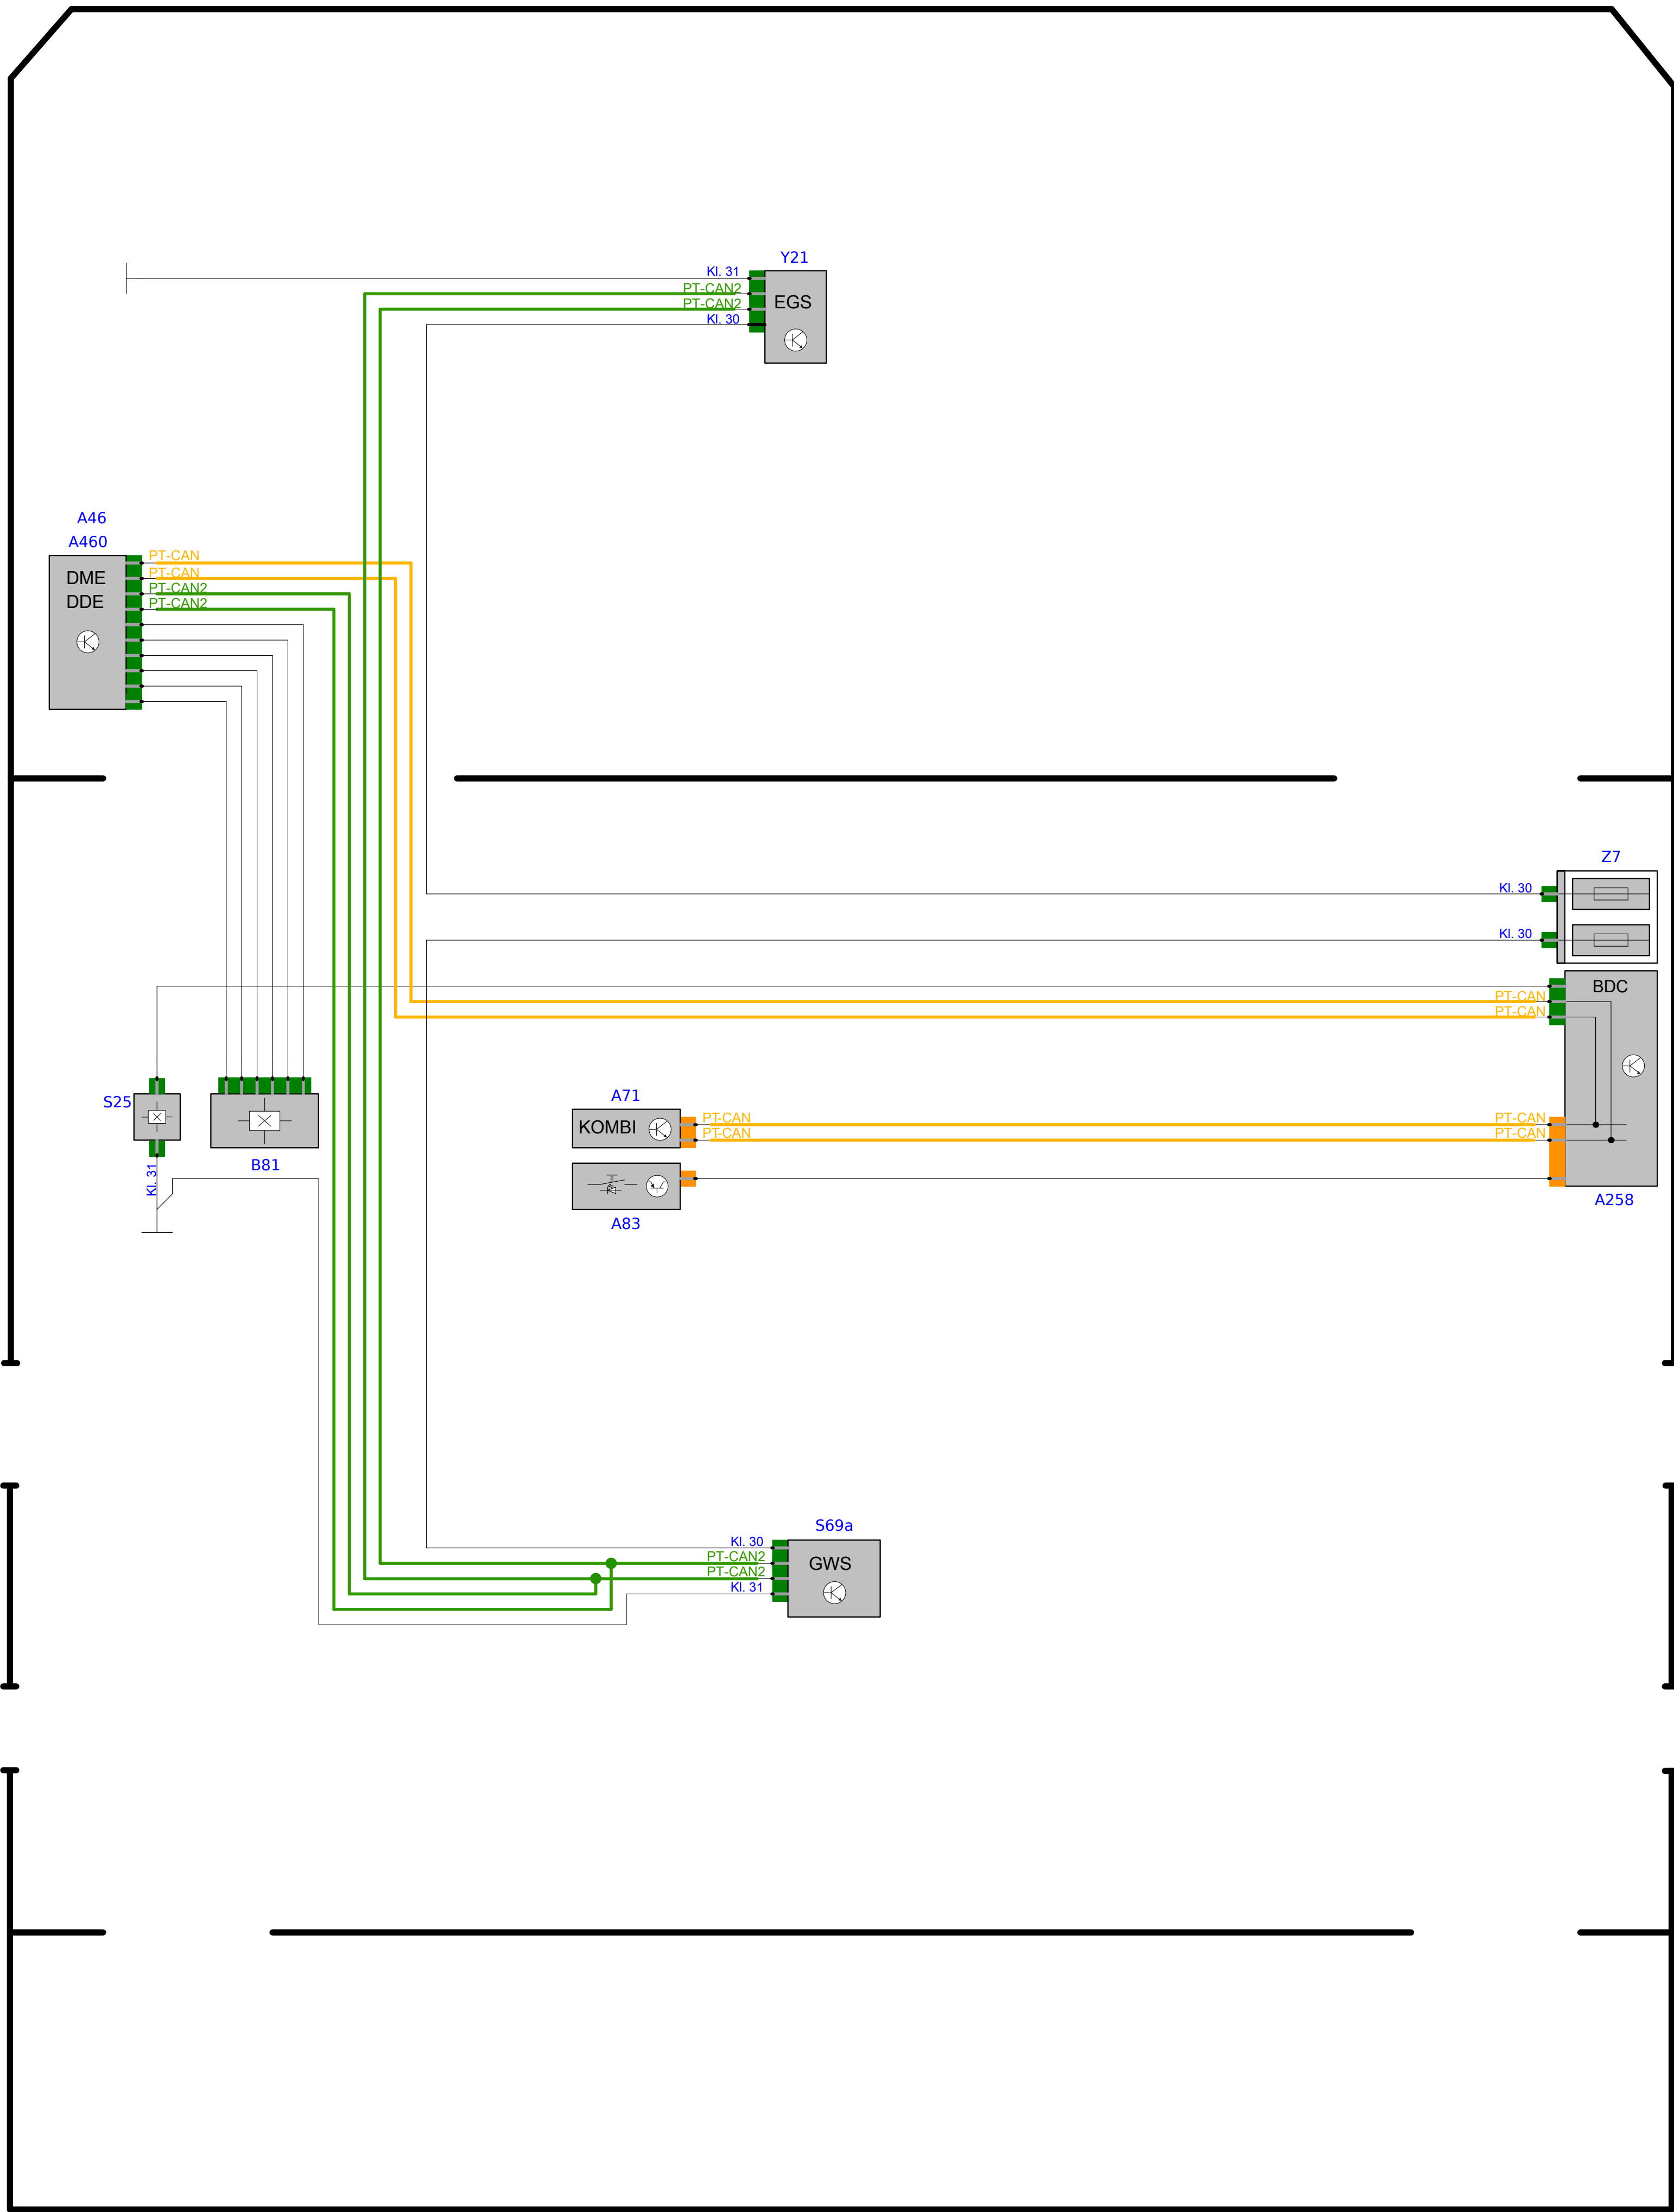 Y21
Kl. 31
PT-CAN2
EGS
PT-CAN2
Kl. 30
A46
A460
PT-CAN
DME
PT-CAN
PT-CAN2
DDE
PT-CAN2
Z7
Kl. 30
Kl. 30
BDC
PT-CAN
PT-CAN
S25
A71
KOMBI
PT-CAN
PT-CAN
PT-CAN
PT-CAN
B81
Kl. 31
A258
A83
S69a
Kl. 30
PT-CAN2
GWS
PT-CAN2
Kl. 31